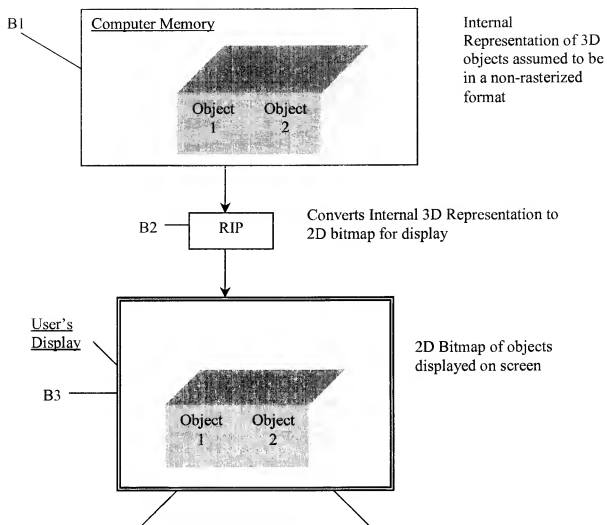 B1
Computer Memory
Object
1
Object
2
Internal
Representation of 3D
objects assumed to be
in a non-rasterized
format
B2
RIP
Converts Internal 3D Representation to
2D bitmap for display
User's
Display
B3
Object
1
Object
2
2D Bitmap of objects
displayed on screen